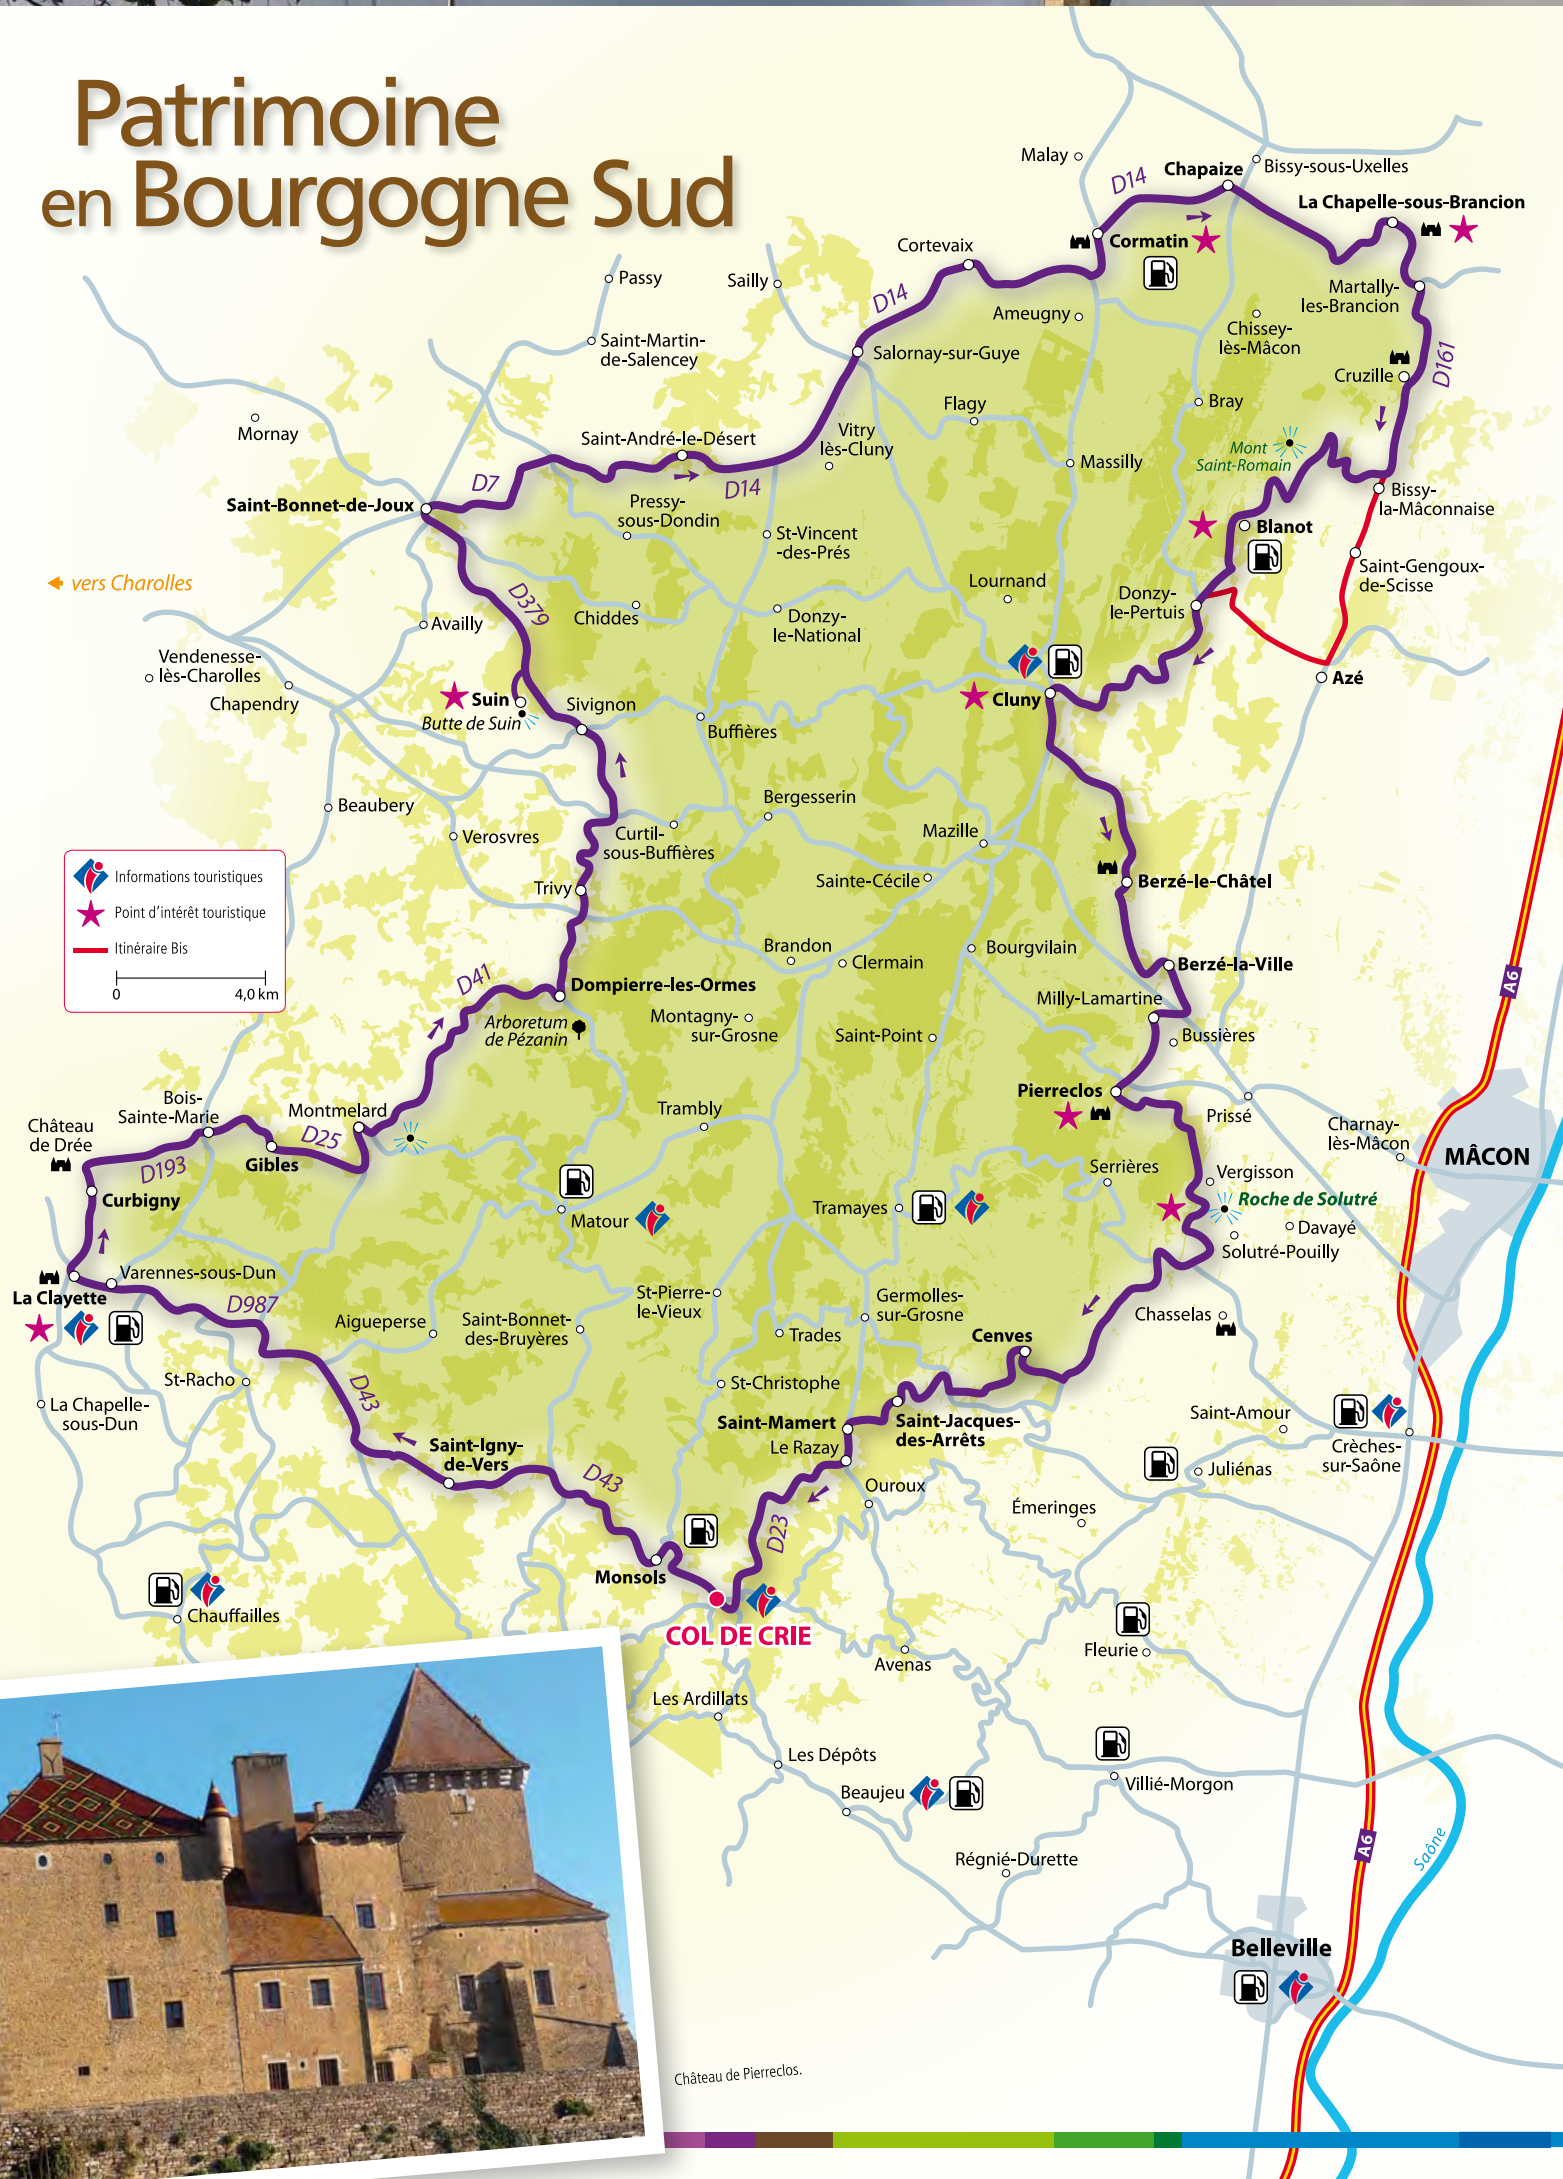 Patrimoine
en Bourgogne Sud
Malay
D14
Chapaize
Bissy-sous-Uxelles
La Chapelle-sous-Brancion
Cortevaix
Cormatin
Passy
Sailly
D14
Martally-
les-Brancion
Ameugny
Chissey-
lès-Mâcon
Saint-Martin-
de-Salencey
Salornay-sur-Guye
Cruzille
D161
Mornay
Flagy
Bray
Saint-André-le-Désert
Vitry
lès-Cluny
Mont
Saint-Romain
Massilly
D7
D14
Saint-Bonnet-de-Joux
Pressy-
sous-Dondin
Bissy-
la-Mâconnaise
St-Vincent
-des-Prés
Blanot
vers Charolles
D379
Lournand
Saint-Gengoux-
de-Scisse
Donzy-
le-Pertuis
Chiddes
Availly
Donzy-
le-National
Vendenesse-
lès-Charolles
Chapendry
Azé
Suin
Butte de Suin
Sivignon
Cluny
Buffières
Beaubery
Bergesserin
Verosvres
Curtil-
sous-Buffières
Mazille
Informations touristiques
Point d'intérêt touristique
Itinéraire Bis
0
4,0 km
Trivy
Sainte-Cécile
Berzé-le-Châtel
Brandon
Clermain
Bourgvilain
Berzé-la-Ville
D41
Dompierre-les-Ormes
A6
Milly-Lamartine
Arboretum
de Pézanin
Montagny-
sur-Grosne
Saint-Point
Bussières
Bois-
Sainte-Marie
Montmelard
Pierreclos
Trambly
Prissé
Château
de Drée
D25
Charnay-
lès-Mâcon
MÂCON
D193
Gibles
Serrières
Vergisson
Curbigny
Roche de Solutré
Matour
Tramayes
Davayé
Solutré-Pouilly
Varennes-sous-Dun
La Clayette
D987
St-Pierre-
le-Vieux
Germolles-
sur-Grosne
Chasselas
Aigueperse
Saint-Bonnet-
des-Bruyères
Trades
Cenves
St-Racho
D43
St-Christophe
La Chapelle-
sous-Dun
Saint-Mamert
Saint-Jacques-
des-Arrêts
Saint-Amour
Le Razay
Saint-Igny-
de-Vers
Crèches-
sur-Saône
D43
Juliénas
Ouroux
Émeringes
D23
Monsols
Chauffailles
COL DE CRIE
Fleurie
Avenas
Les Ardillats
Les Dépôts
Beaujeu
Villié-Morgon
A6
Saône
Régnié-Durette
Belleville
Château de Pierreclos.